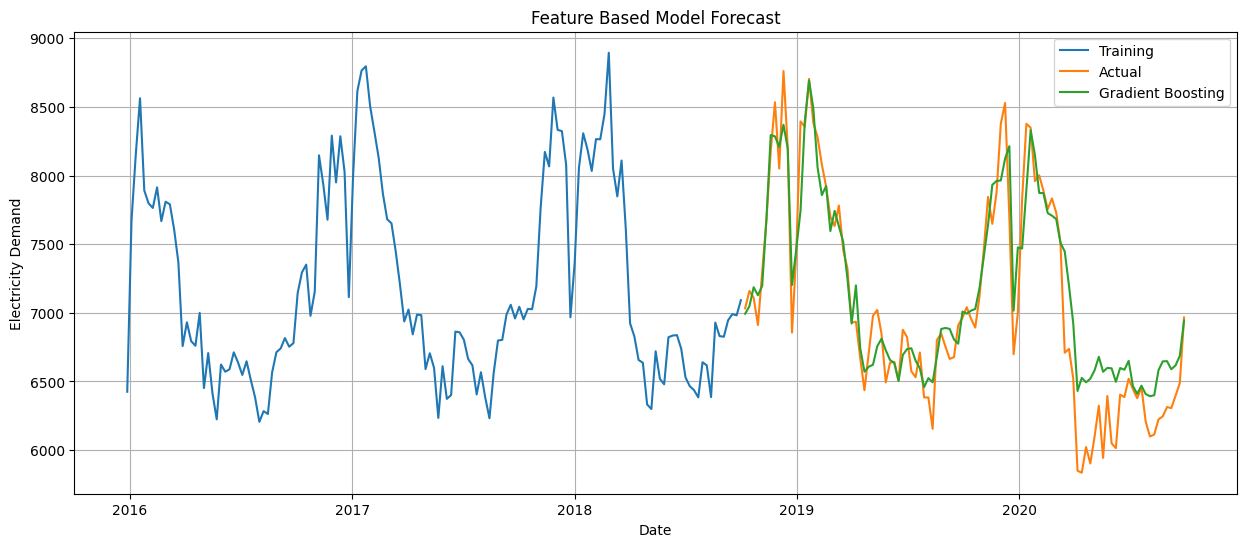 Feature Based Model Forecast
Training
Actual
Gradient Boosting
Electricity Demand
9000
8500
8000
7500
7000
6500
6000
2016 2017 2018 2019 2020
Date